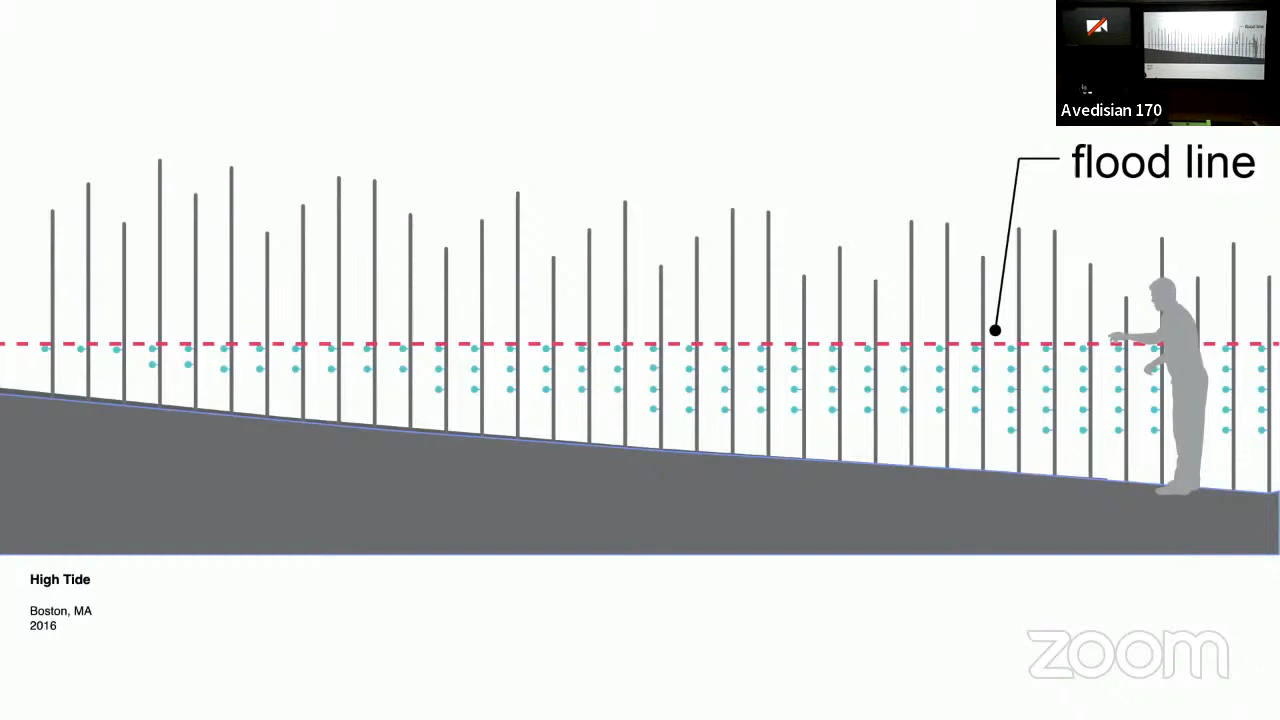 Avedisian 170
flood line
High Tide
Boston, MA
2016
zoom